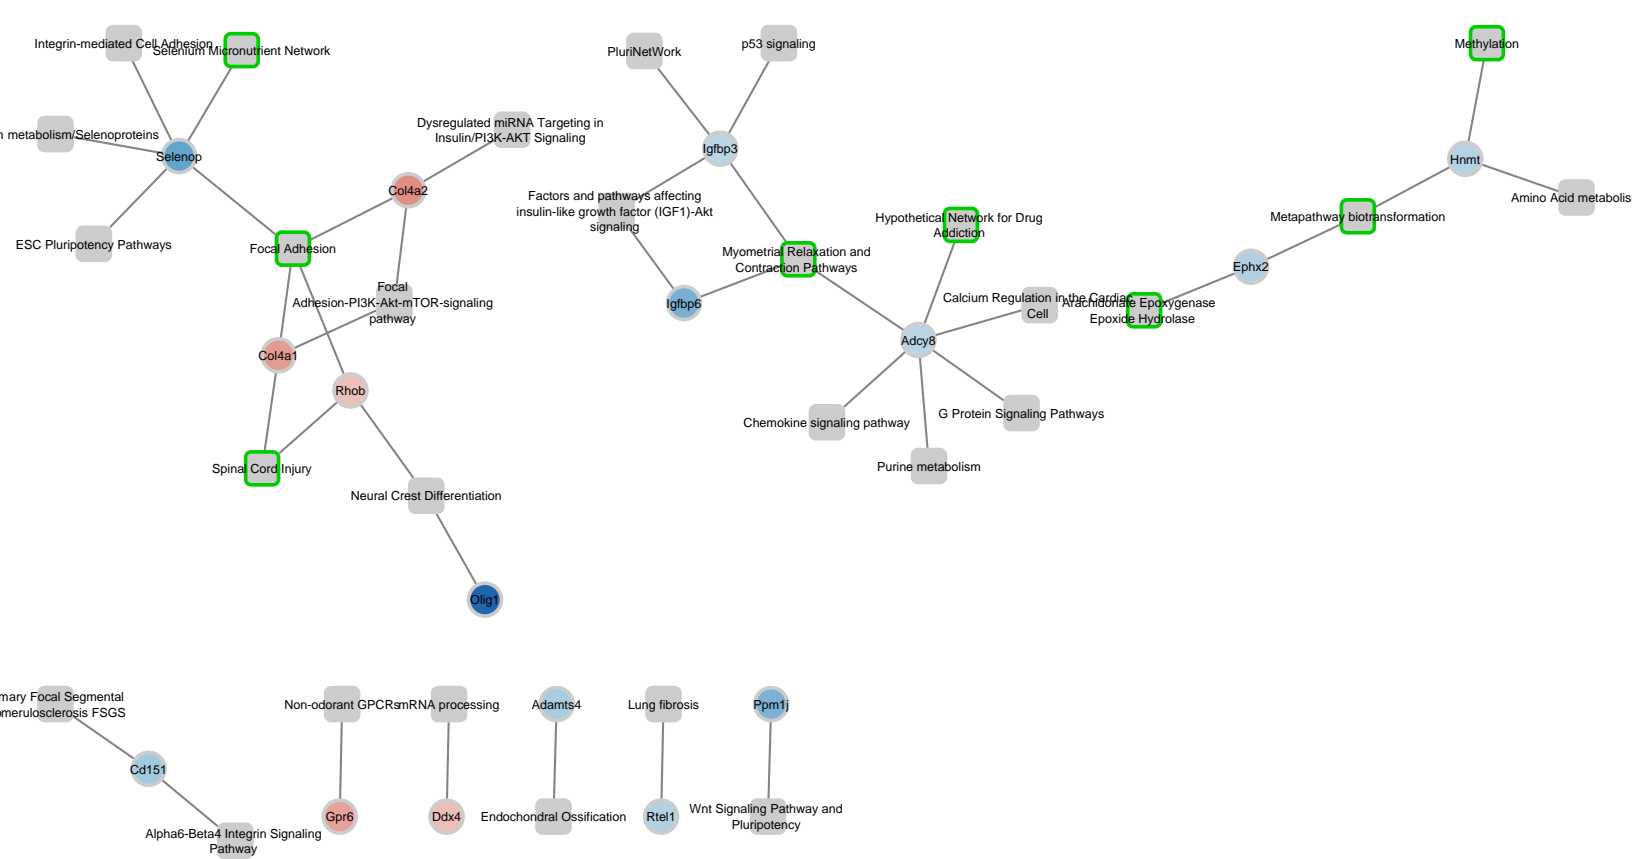 Integrin-mediated Cell Adhesion
Selenium Micronutrient Network
metabolism/Selenoproteins
Selenop
ESC Pluripotency Pathways
Dysregulated miRNA Targeting in
Insulin/PI3K-AKT Signaling
Col4a2
Focal Adhesion
Focal
Adhesion-PI3K-Akt-mTOR-signaling
pathway
Col4a1
Rhob
Spinal Cord Injury
Neural Crest Differentiation
Olig1
PluriNetWork
p53 signaling
Igfbp3
Factors and pathways affecting
insulin-like growth factor (IGF1)-Akt
signaling
Myometrial Relaxation and
Contraction Pathways
Igfbp6
Hypothetical Network for Drug
Addiction
Calcium Regulation in the Cardiac
Cell
Adcy8
Chemokine signaling pathway
G Protein Signaling Pathways
Purine metabolism
Methylation
Hnmt
Amino Acid metabolis
Metapathway biotransformation
Ephx2
Arachidonate Epoxygenase
Epoxide Hydrolase
mary Focal Segmental
merulosclerosis FSGS
Cd151
Alpha6-Beta4 Integrin Signaling
Pathway
Non-odorant GPCRs
Gpr6
mRNA processing
Ddx4
Adamts4
Endochondral Ossification
Lung fibrosis
Rtel1
Ppm1j
Wnt Signaling Pathway and
Pluripotency